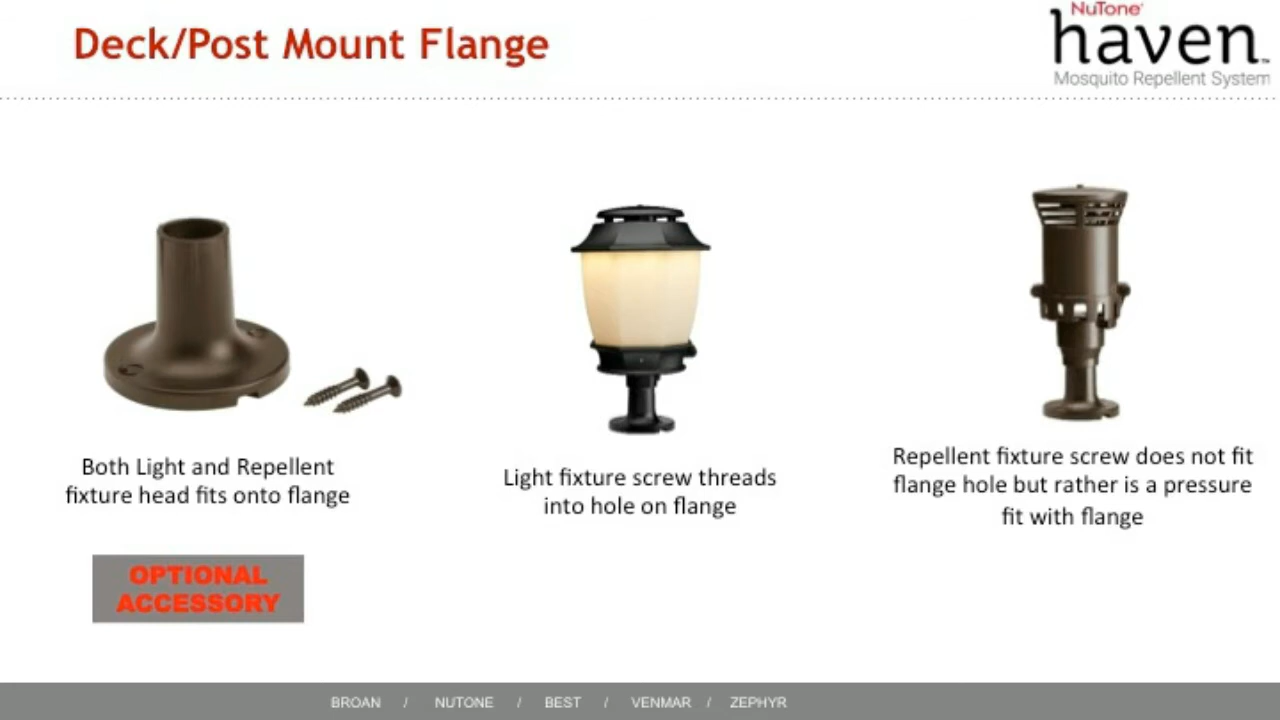 Deck/Post Mount Flange
NuTone
haven
Mosquito Repellent System
Both Light and Repellent
fixture head fits onto flange
Light fixture screw threads
into hole on flange
Repellent fixture screw does not fit
flange hole but rather is a pressure
fit with flange
OPTIONAL
ACCESSORY
BROAN / NUTONE / BEST / VENMAR / ZEPHYR